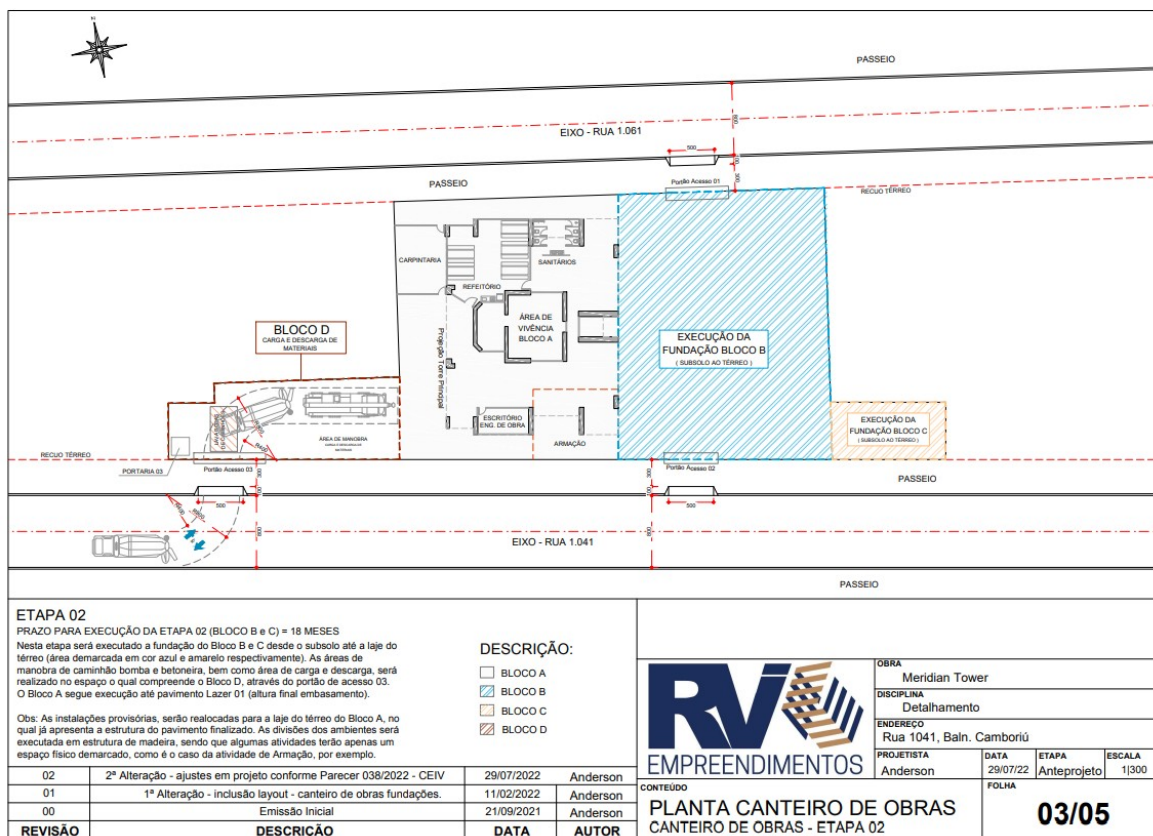 N
PASSEIO
EIXO - RUA 1.061
800
500
300
Portão Acesso 01
PASSEIO
RECUO TÉRREO
CARPINTARIA
SANITÁRIOS
REFEITÓRIO
ÁREA DE
VIVÊNCIA
BLOCO A
Projeção Torre Principal
BLOCO D
CARGA E DESCARGA DE
MATERIAIS
EXECUÇÃO DA
FUNDAÇÃO BLOCO B
( SUBSOLO AO TÉRREO )
ESCRITÓRIO
ENG. DE OBRA
ARMAÇÃO
EXECUÇÃO DA
FUNDAÇÃO BLOCO C
( SUBSOLO AO TÉRREO )
ÁREA DE MANOBRA
RECUO TÉRREO
PORTARIA 03
Portão Acesso 03
Portão Acesso 02
PASSEIO
300
300
500
500
800
800
EIXO - RUA 1.041
PASSEIO
ETAPA 02
PRAZO PARA EXECUÇÃO DA ETAPA 02 (BLOCO B e C) = 18 MESES
Nesta etapa será executado a fundação do Bloco B e C desde o subsolo até a laje do
térreo (área demarcada em cor azul e amarelo respectivamente). As áreas de
manobra de caminhão bomba e betoneira, bem como área de carga e descarga, será
realizado no espaço o qual compreende o Bloco D, através do portão de acesso 03.
O Bloco A segue execução até pavimento Lazer 01 (altura final embasamento).
Obs: As instalações provisórias, serão realocadas para a laje do térreo do Bloco A, no
qual já apresenta a estrutura do pavimento finalizado. As divisões dos ambientes será
executada em estrutura de madeira, sendo que algumas atividades terão apenas um
espaço físico demarcado, como é o caso da atividade de Armação, por exemplo.
DESCRIÇÃO:
BLOCO A
BLOCO B
BLOCO C
BLOCO D
02 2ª Alteração - ajustes em projeto conforme Parecer 038/2022 - CEIV 29/07/2022 Anderson
01 1ª Alteração - inclusão layout - canteiro de obras fundações. 11/02/2022 Anderson
00 Emissão Inicial 21/09/2021 Anderson
REVISÃO DESCRIÇÃO DATA AUTOR
RV
EMPREENDIMENTOS
OBRA
Meridian Tower
DISCIPLINA
Detalhamento
ENDEREÇO
Rua 1041, Baln. Camboriú
PROJETISTA DATA ETAPA ESCALA
Anderson 29/07/22 Anteprojeto 1|300
CONTEÚDO
PLANTA CANTEIRO DE OBRAS
CANTEIRO DE OBRAS - ETAPA 02
FOLHA
03/05